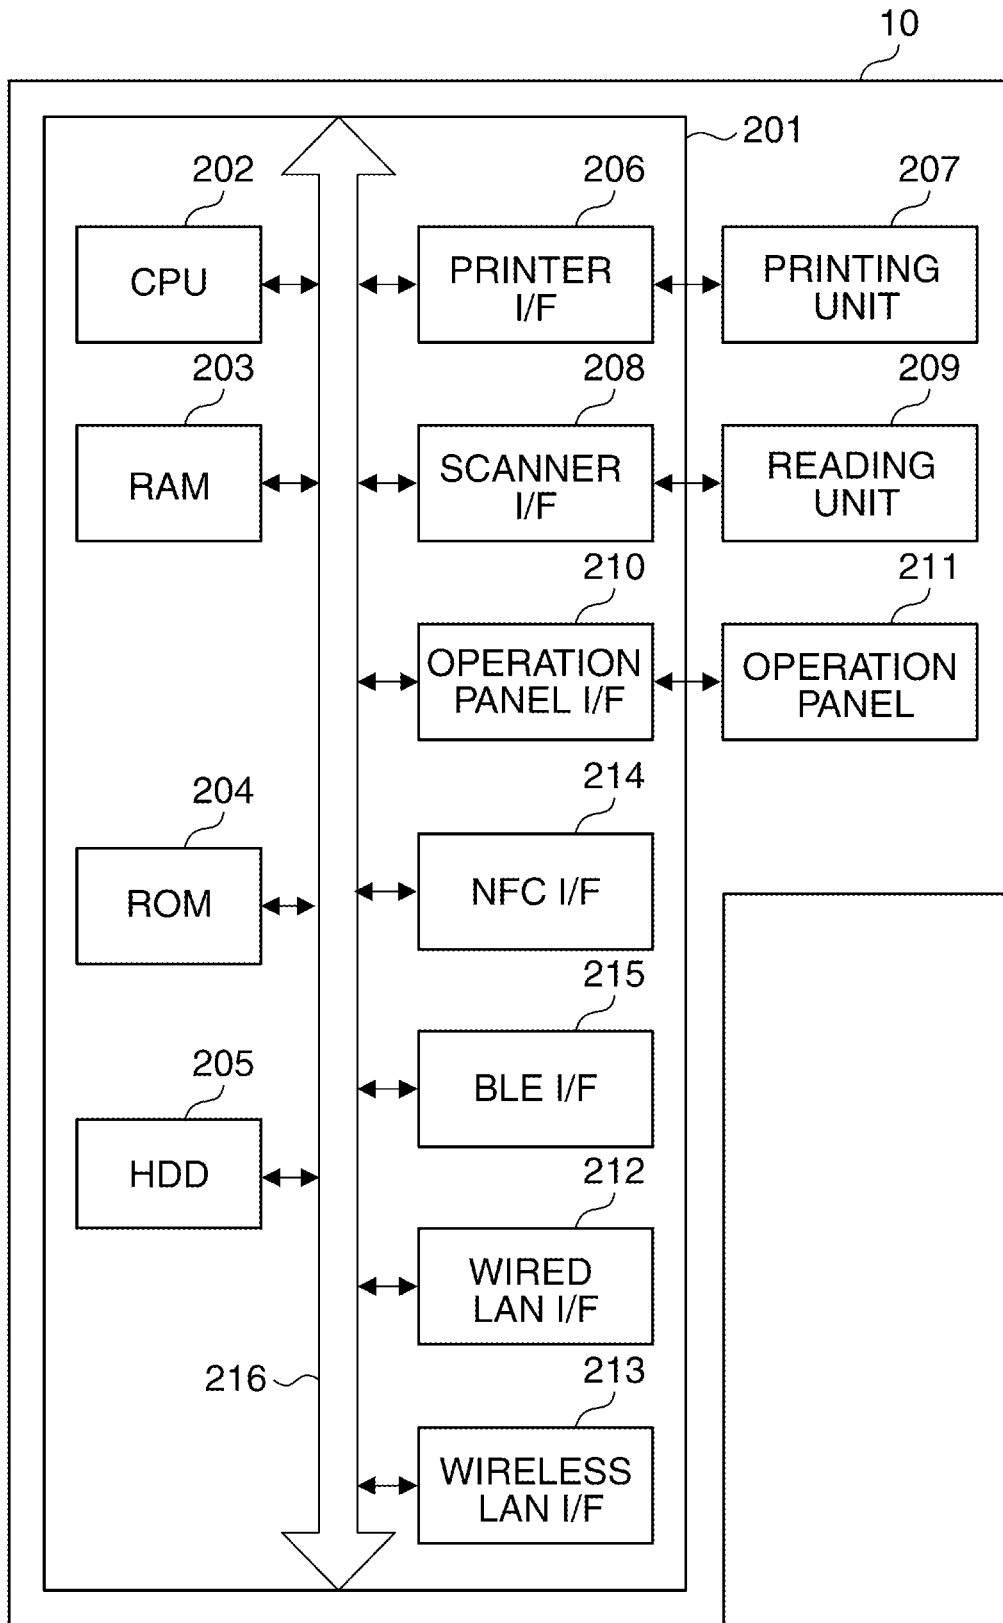 10
201
202
206
207
CPU
PRINTER
I/F
PRINTING
UNIT
203
208
209
RAM
SCANNER
I/F
READING
UNIT
210
211
OPERATION
PANEL I/F
OPERATION
PANEL
204
214
ROM
NFC I/F
215
BLE I/F
205
HDD
212
WIRED
LAN I/F
216
213
WIRELESS
LAN I/F